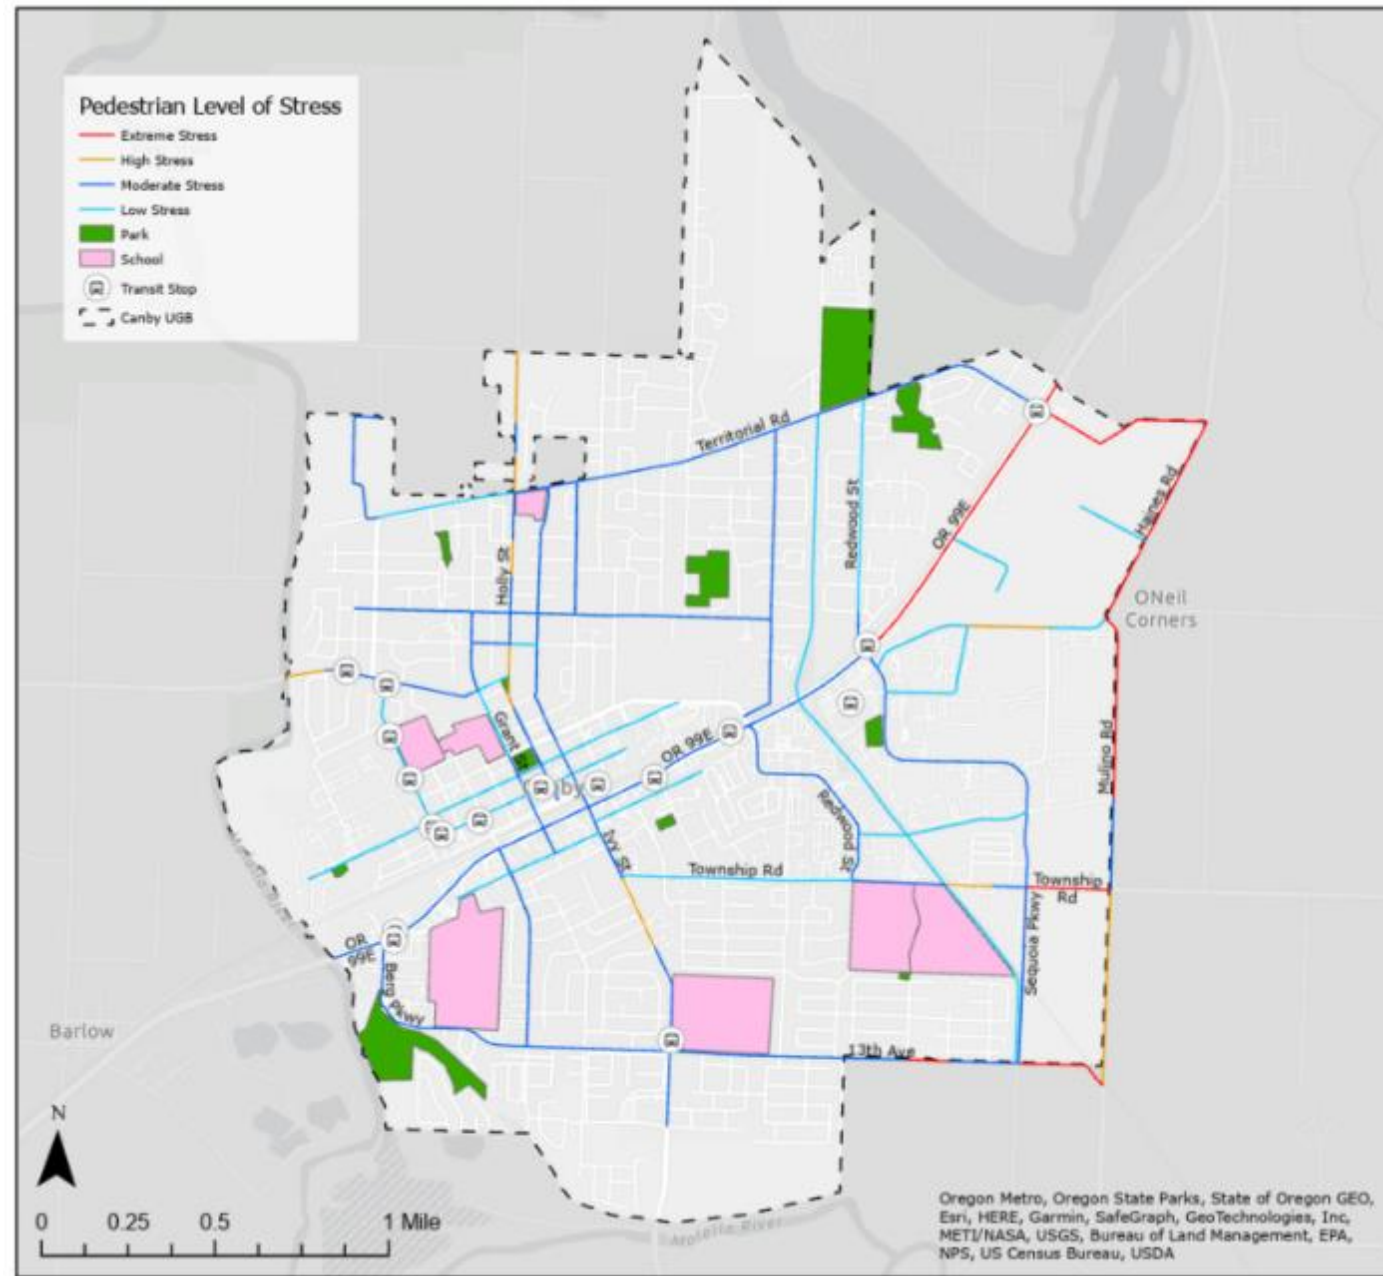 Pedestrian Level of Stress
Extreme Stress
High Stress
Moderate Stress
Low Stress
Park
School
Transit Stop
Canby UGB
Territorial Rd
Redwood St
OR 99E
Haines Rd
Holly St
ONeil
Corners
Grant St
OR 99E
Mulino Rd
Redwood St
Ivy St
Township Rd
Township
Rd
Sequoia Pkwy
OR
99E
Berg
Pkwy
Barlow
13th Ave
N
0 0.25 0.5 1 Mile
Molalla River
Oregon Metro, Oregon State Parks, State of Oregon GEO,
Esri, HERE, Garmin, SafeGraph, GeoTechnologies, Inc,
METI/NASA, USGS, Bureau of Land Management, EPA,
NPS, US Census Bureau, USDA